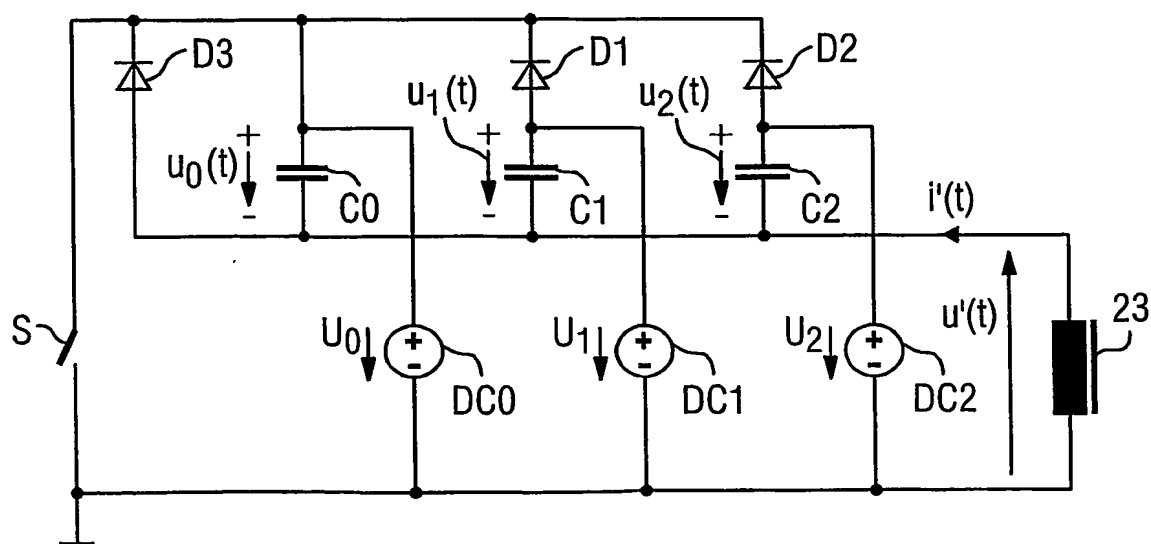 D3
D1
D2
u₁(t)
u₂(t)
+
+
+
u₀(t)
C0
C1
C2
i'(t)
-
-
-
S
U₀
+
-
DC0
U₁
+
-
DC1
U₂
+
-
DC2
u'(t)
23